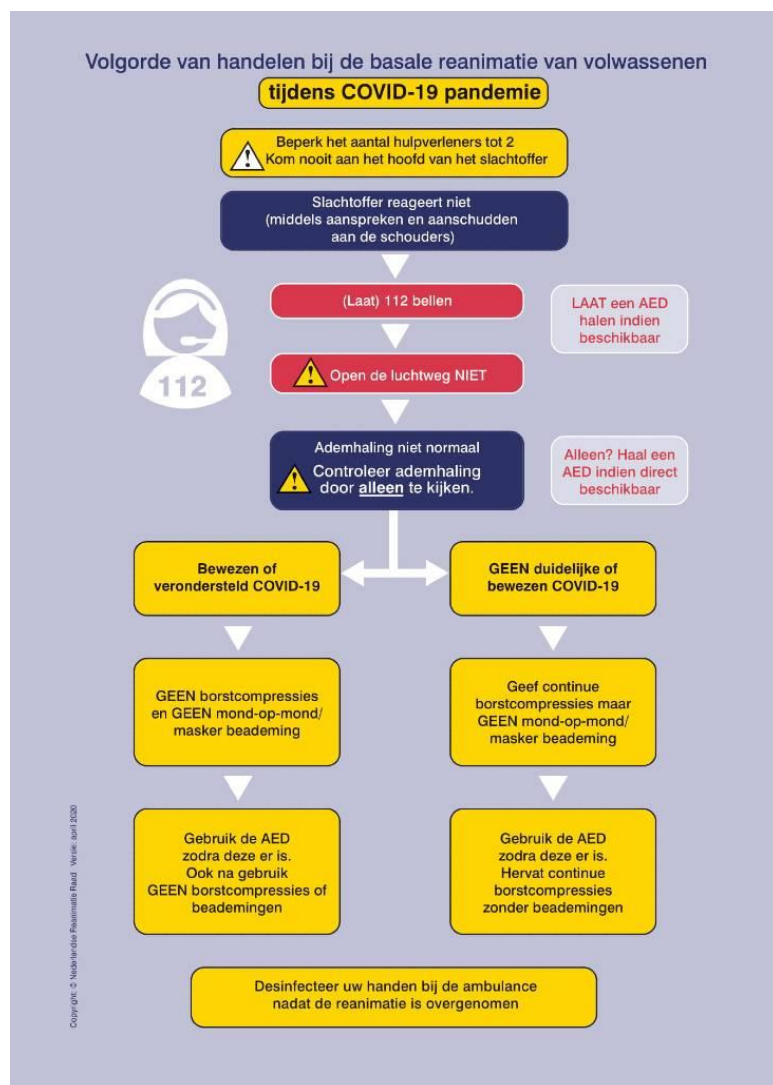 Volgorde van handelen bij de basale reanimatie van volwassenen
tijdens COVID-19 pandemie
Beperk het aantal hulpverleners tot 2
Kom nooit aan het hoofd van het slachtoffer
Slachtoffer reageert niet
(middels aanspreken en aanschudden
aan de schouders)
(Laat) 112 bellen
LAAT een AED
halen indien
beschikbaar
112
Open de luchtweg NIET
Ademhaling niet normaal
Controleer ademhaling
door alleen te kijken.
Alleen? Haal een
AED indien direct
beschikbaar
Bewezen of
verondersteld COVID-19
GEEN duidelijke of
bewezen COVID-19
GEEN borstcompressies
en GEEN mond-op-mond/
masker beademing
Geef continue
borstcompressies maar
GEEN mond-op-mond/
masker beademing
Gebruik de AED
zodra deze er is.
Ook na gebruik
GEEN borstcompressies of
beademingen
Gebruik de AED
zodra deze er is.
Hervat continue
borstcompressies
zonder beademingen
Desinfecteer uw handen bij de ambulance
nadat de reanimatie is overgenomen
Copyright: © Nederlandse Reanimatie Raad Versie: april 2020